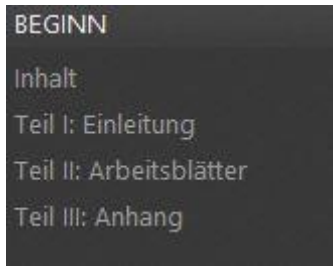 BEGINN
Inhalt
Teil I: Einleitung
Teil II: Arbeitsblätter
Teil III: Anhang